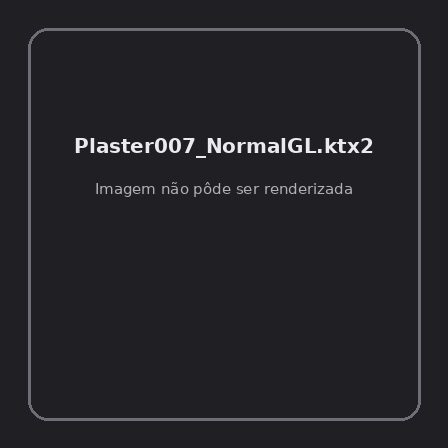 Plaster007_NormalGL.ktx2
Imagem não pôde ser renderizada